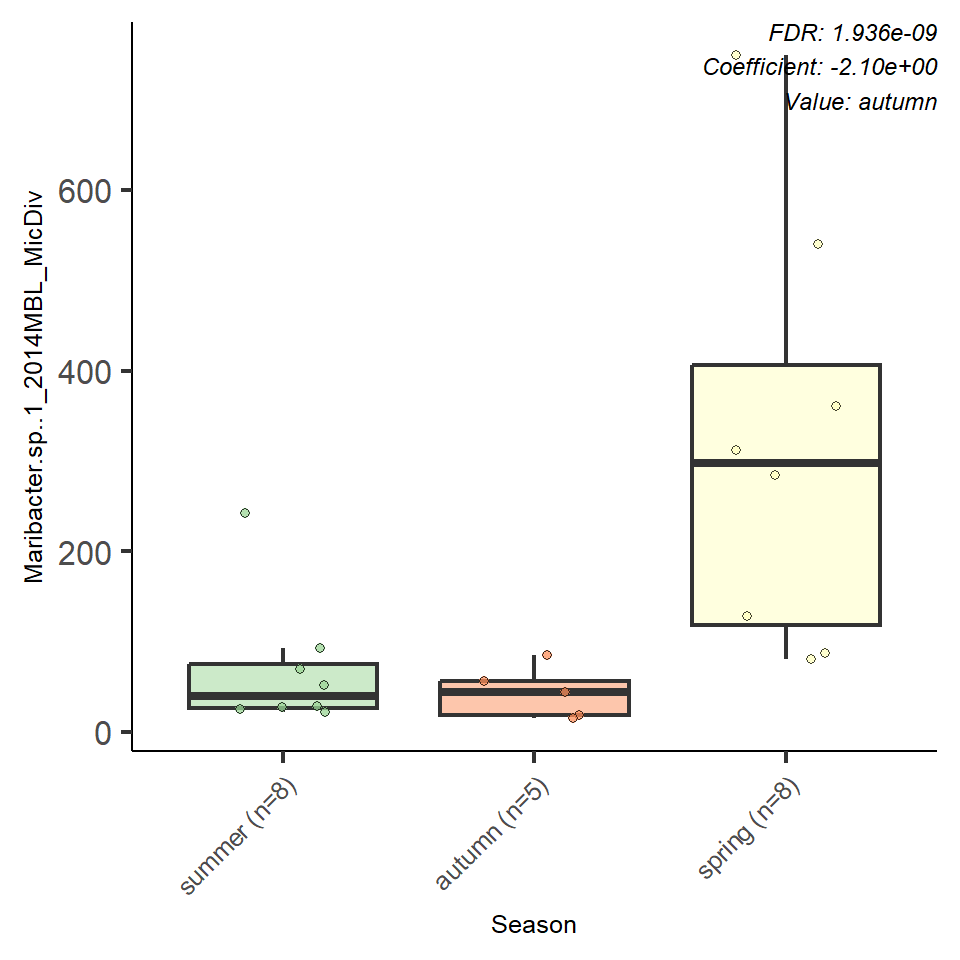 FDR: 1.936e-09
Coefficient: -2.10e+00
Value: autumn
Maribacter.sp..1_2014MBL_MicDiv
600
400
200
0
summer (n=8)
autumn (n=5)
spring (n=8)
Season